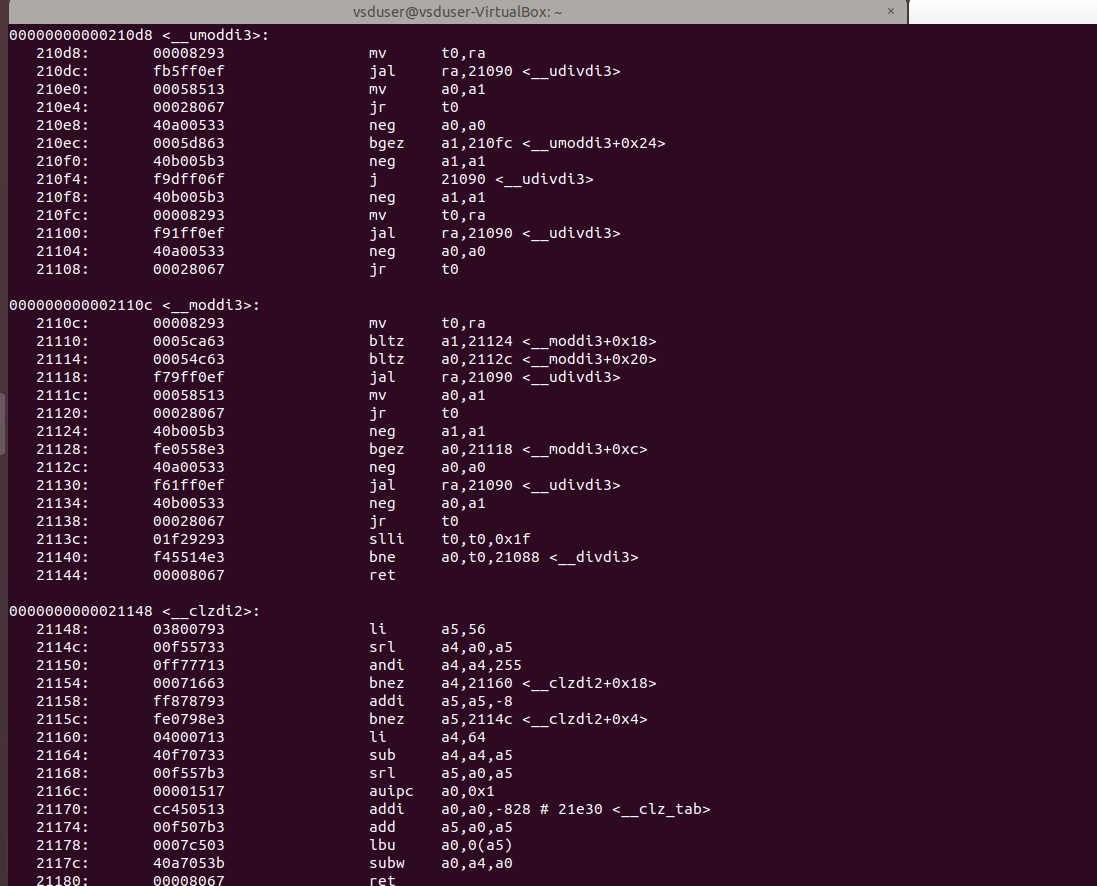 vsduser@vsduser-VirtualBox: ~ ×
00000000000210d8 <__umoddi3>:
   210d8:	00008293          	mv	t0,ra
   210dc:	fb5ff0ef          	jal	ra,21090 <__udivdi3>
   210e0:	00058513          	mv	a0,a1
   210e4:	00028067          	jr	t0
   210e8:	40a00533          	neg	a0,a0
   210ec:	0005d863          	bgez	a1,210fc <__umoddi3+0x24>
   210f0:	40b005b3          	neg	a1,a1
   210f4:	f9dff06f          	j	21090 <__udivdi3>
   210f8:	40b005b3          	neg	a1,a1
   210fc:	00008293          	mv	t0,ra
   21100:	f91ff0ef          	jal	ra,21090 <__udivdi3>
   21104:	40a00533          	neg	a0,a0
   21108:	00028067          	jr	t0

000000000002110c <__moddi3>:
   2110c:	00008293          	mv	t0,ra
   21110:	0005ca63          	bltz	a1,21124 <__moddi3+0x18>
   21114:	00054c63          	bltz	a0,2112c <__moddi3+0x20>
   21118:	f79ff0ef          	jal	ra,21090 <__udivdi3>
   2111c:	00058513          	mv	a0,a1
   21120:	00028067          	jr	t0
   21124:	40b005b3          	neg	a1,a1
   21128:	fe0558e3          	bgez	a0,21118 <__moddi3+0xc>
   2112c:	40a00533          	neg	a0,a0
   21130:	f61ff0ef          	jal	ra,21090 <__udivdi3>
   21134:	40b00533          	neg	a0,a1
   21138:	00028067          	jr	t0
   2113c:	01f29293          	slli	t0,t0,0x1f
   21140:	f45514e3          	bne	a0,t0,21088 <__divdi3>
   21144:	00008067          	ret

0000000000021148 <__clzdi2>:
   21148:	03800793          	li	a5,56
   2114c:	00f55733          	srl	a4,a0,a5
   21150:	0ff77713          	andi	a4,a4,255
   21154:	00071663          	bnez	a4,21160 <__clzdi2+0x18>
   21158:	ff878793          	addi	a5,a5,-8
   2115c:	fe0798e3          	bnez	a5,2114c <__clzdi2+0x4>
   21160:	04000713          	li	a4,64
   21164:	40f70733          	sub	a4,a4,a5
   21168:	00f557b3          	srl	a5,a0,a5
   2116c:	00001517          	auipc	a0,0x1
   21170:	cc450513          	addi	a0,a0,-828 # 21e30 <__clz_tab>
   21174:	00f507b3          	add	a5,a0,a5
   21178:	0007c503          	lbu	a0,0(a5)
   2117c:	40a7053b          	subw	a0,a4,a0
   21180:	00008067          	ret